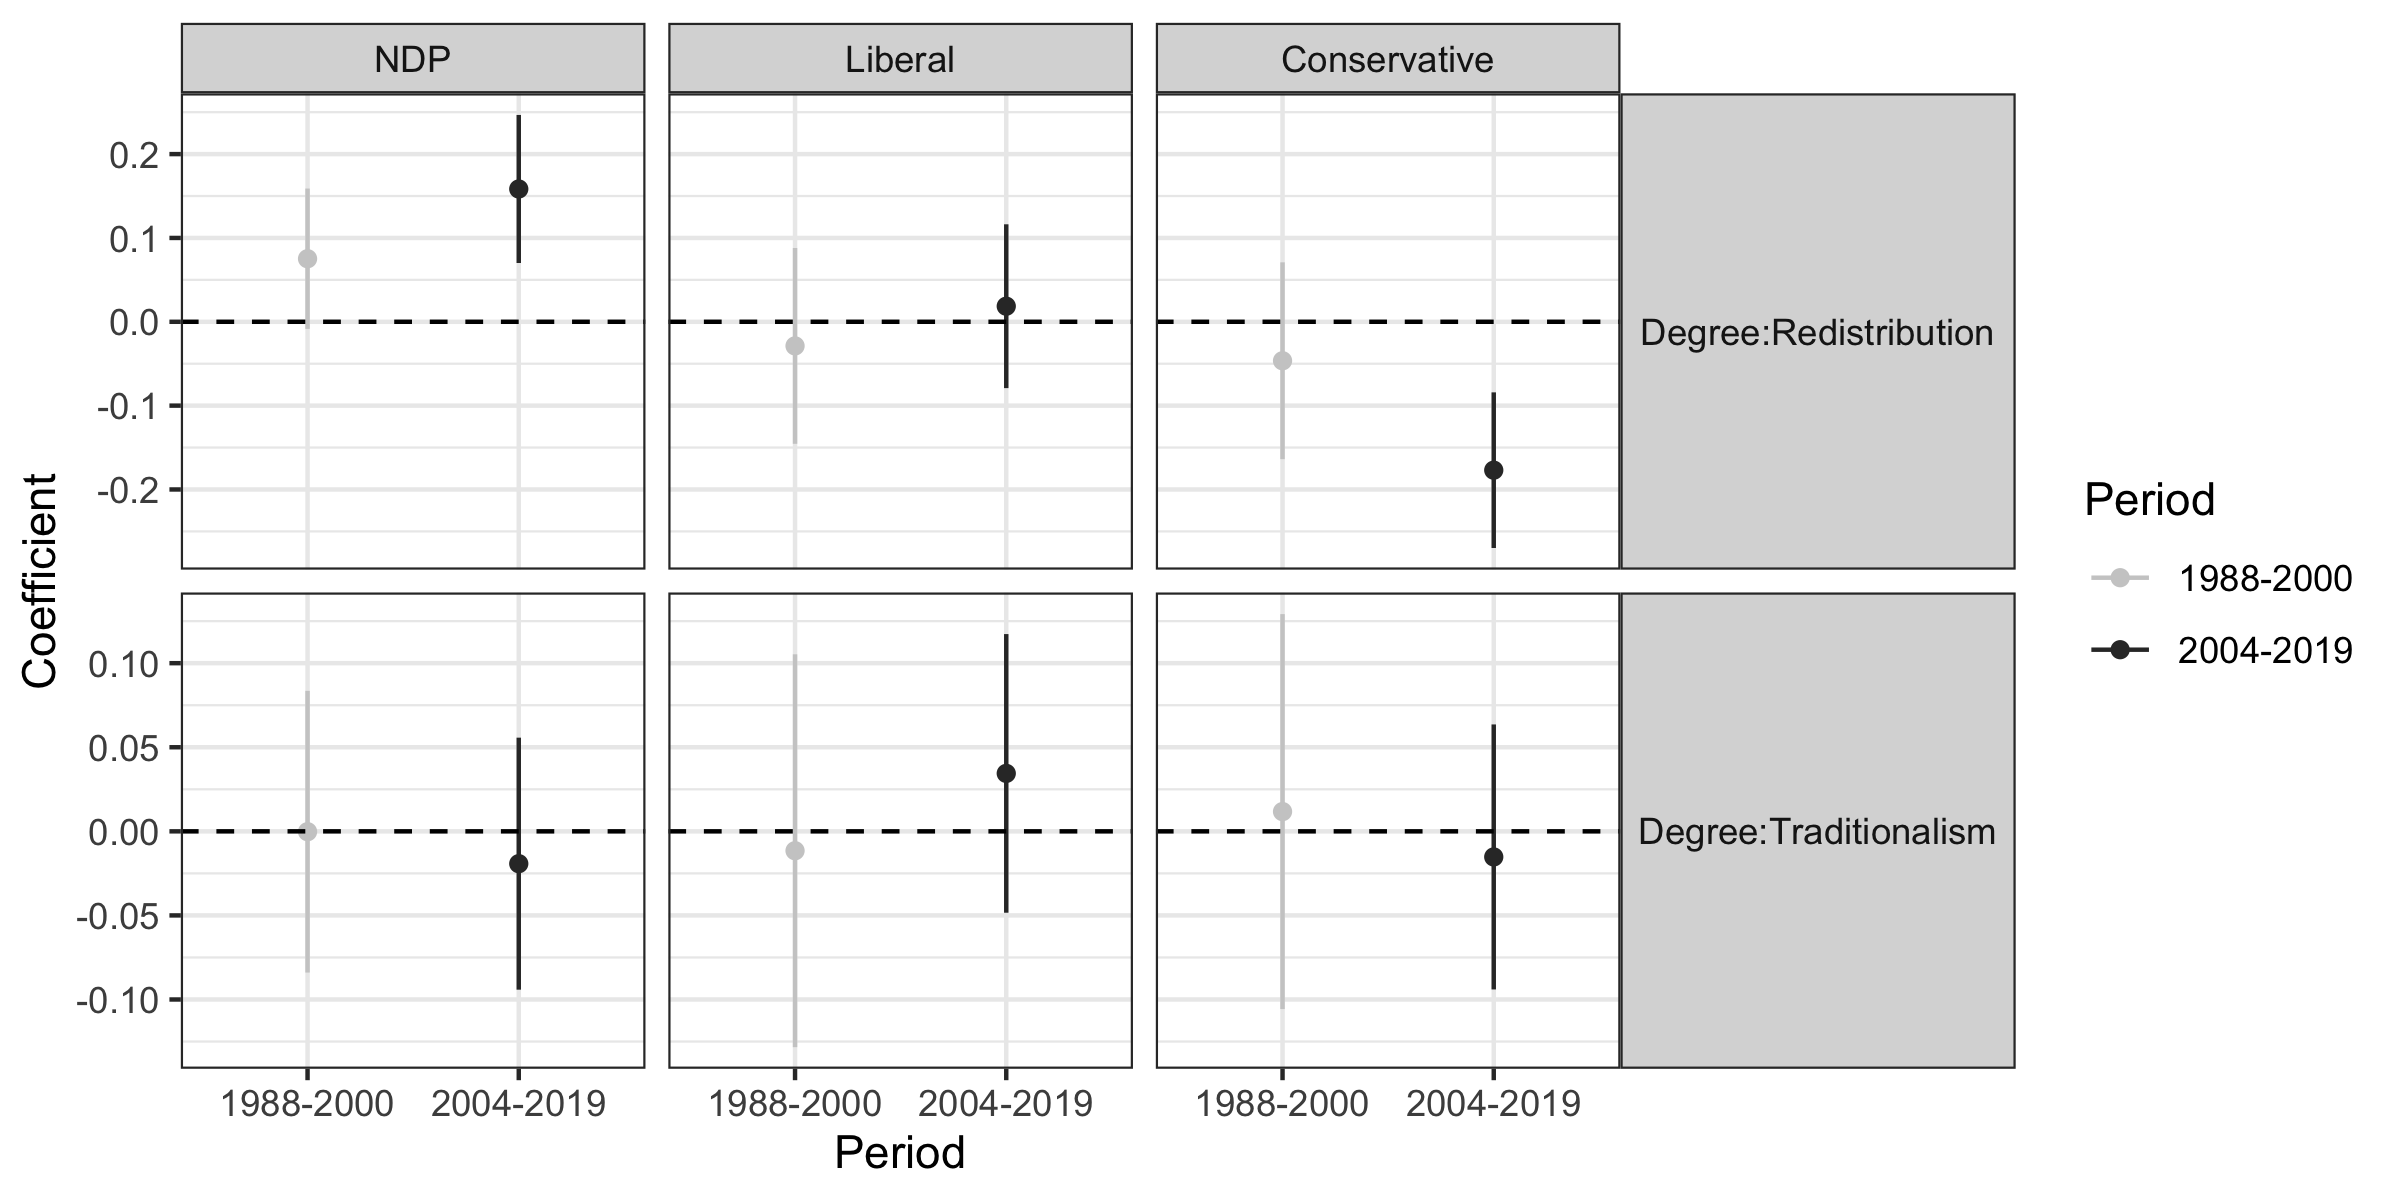 NDP
Liberal
Conservative
Coefficient
0.2
0.1
0.0
-0.1
-0.2
Degree:Redistribution
0.10
0.05
0.00
-0.05
-0.10
Degree:Traditionalism
1988-2000 2004-2019
1988-2000 2004-2019
1988-2000 2004-2019
Period
Period
1988-2000
2004-2019